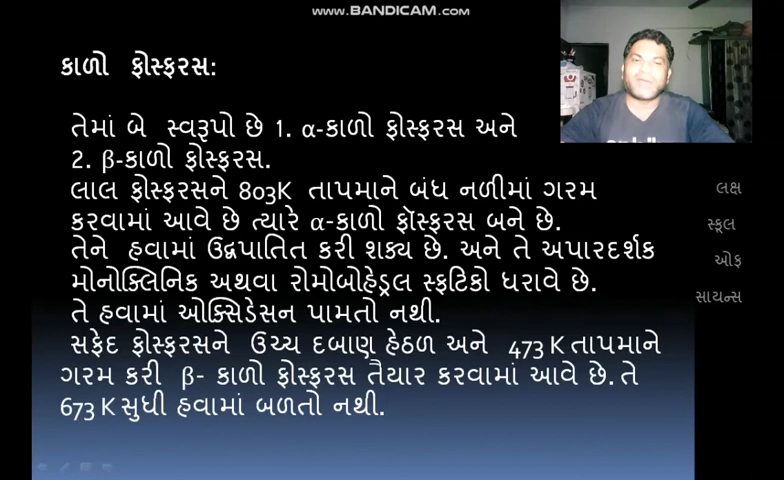 WWW.BANDICAM.COM
કાળો ફોસ્ફરસ:
તેમાં બે સ્વરૂપો છે 1. α-કાળો ફોસ્ફરસ અને
2. β-કાળો ફોસ્ફરસ.
લાલ ફોસ્ફરસને 803K તાપમાને બંધ નળીમાં ગરમ
કરવામાં આવે છે ત્યારે α-કાળો ફૉસ્ફરસ બને છે.
તેને હવામાં ઉદ્વપાતિત કરી શક્ય છે. અને તે અપારદર્શક
મોનોક્લિનિક અથવા રોમોબોહેડ્રલ સ્ફટિકો ધરાવે છે.
તે હવામાં ઓક્સિડેસન પામતો નથી.
સફેદ ફોસ્ફરસને ઉચ્ચ દબાણ હેઠળ અને 473 K તાપમાને
ગરમ કરી β- કાળો ફોસ્ફરસ તૈયાર કરવામાં આવે છે. તે
673 K સુધી હવામાં બળતો નથી.
લક્ષ
સ્કૂલ
ઓફ
સાયન્સ